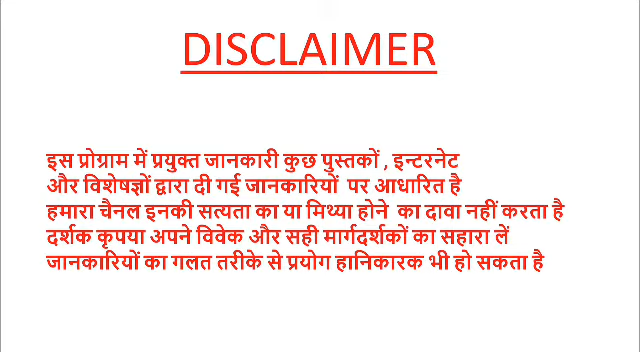 DISCLAIMER
इस प्रोग्राम में प्रयुक्त जानकारी कुछ पुस्तकों , इन्टरनेट
और विशेषज्ञों द्वारा दी गई जानकारियों पर आधारित है
हमारा चैनल इनकी सत्यता का या मिथ्या होने का दावा नहीं करता है
दर्शक कृपया अपने विवेक और सही मार्गदर्शकों का सहारा लें
जानकारियों का गलत तरीके से प्रयोग हानिकारक भी हो सकता है